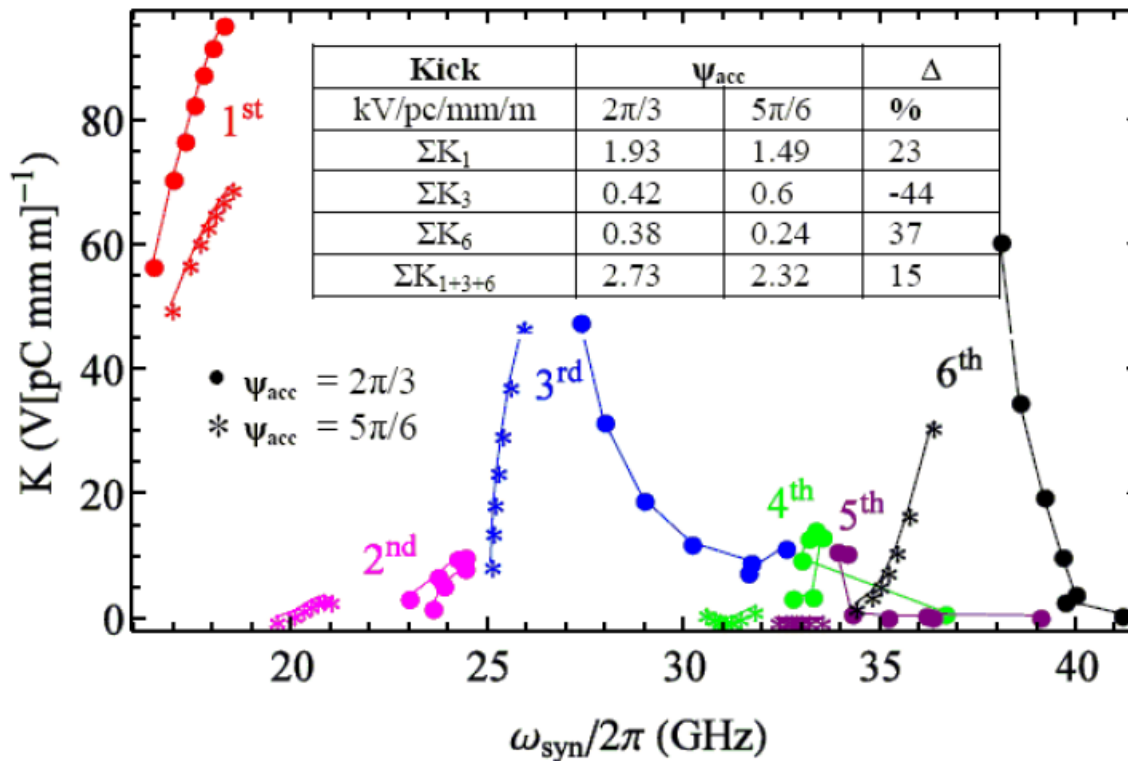 Kick ψacc Δ
kV/pc/mm/m 2π/3 5π/6 %
ΣK1 1.93 1.49 23
ΣK3 0.42 0.6 -44
ΣK6 0.38 0.24 37
ΣK1+3+6 2.73 2.32 15
1st
2nd
3rd
4th
5th
6th
● ψacc = 2π/3
* ψacc = 5π/6
K (V[pC mm m]⁻¹
80
60
40
20
0
20 25 30 35 40
ωsyn/2π (GHz)